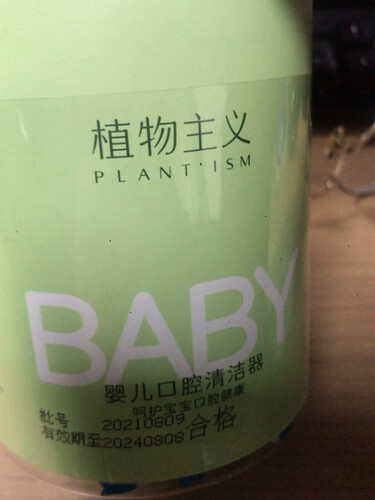 植物主义
PLANT'ISM
BABY
婴儿口腔清洁器
呵护宝宝口腔健康
批号 20210809
有效期至20240808 合格